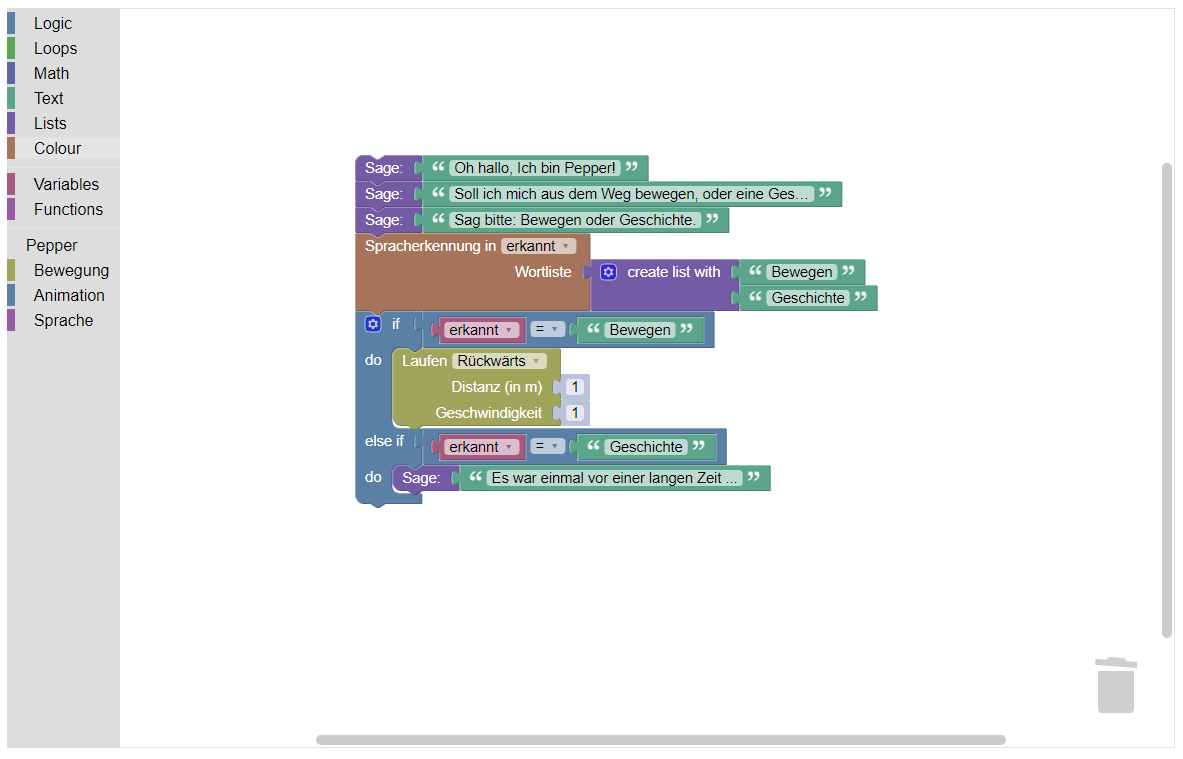 Logic
Loops
Math
Text
Lists
Colour
Variables
Functions
Pepper
Bewegung
Animation
Sprache
Sage: “ Oh hallo, Ich bin Pepper! ”
Sage: “ Soll ich mich aus dem Weg bewegen, oder eine Ges… ”
Sage: “ Sag bitte: Bewegen oder Geschichte. ”
Spracherkennung in erkannt
Wortliste create list with “ Bewegen ”
“ Geschichte ”
if erkannt = “ Bewegen ”
do Laufen Rückwärts
Distanz (in m) 1
Geschwindigkeit 1
else if erkannt = “ Geschichte ”
do Sage: “ Es war einmal vor einer langen Zeit ... ”